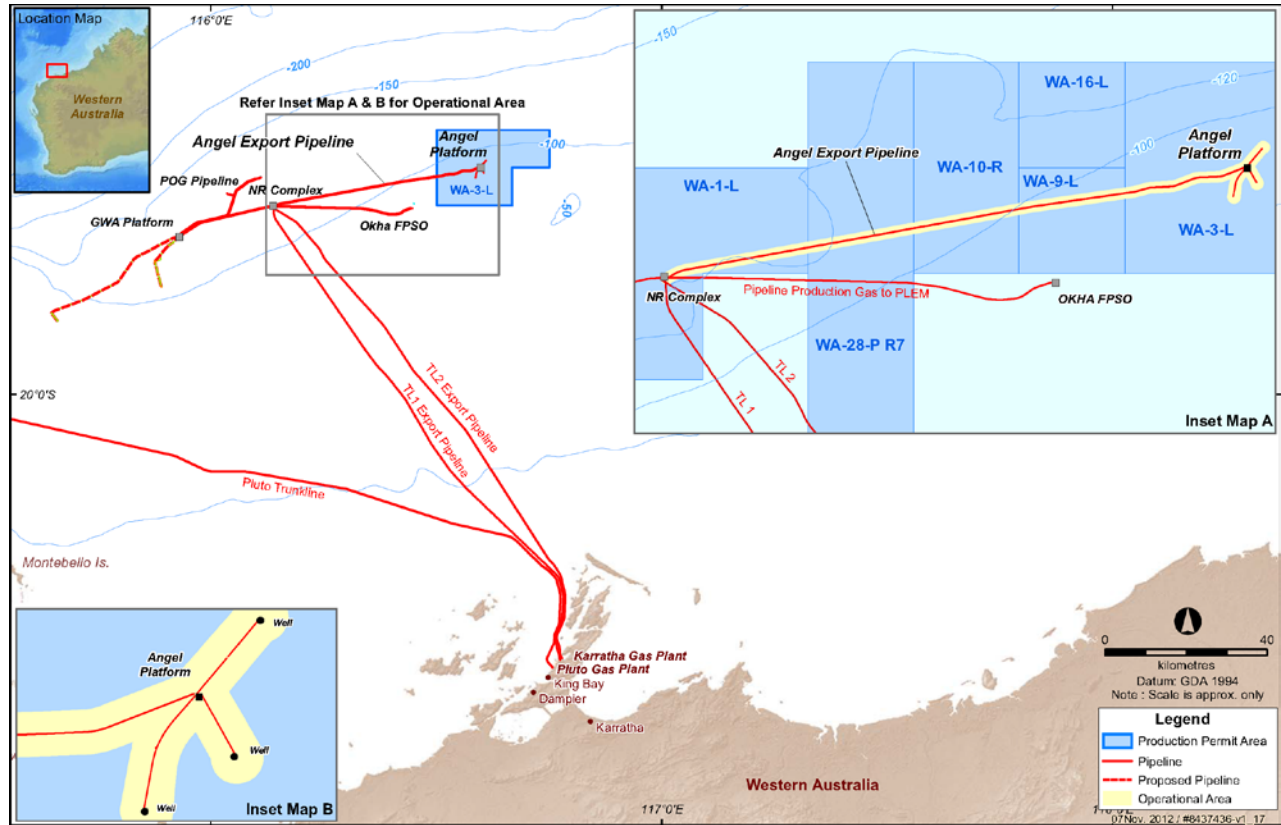 Location Map
Western
Australia
116°0'E
-200
-150
Refer Inset Map A & B for Operational Area
Angel Export Pipeline
Angel
Platform
-100
POG Pipeline
NR Complex
WA-3-L
GWA Platform
Okha FPSO
-50
20°0'S
TL2 Export Pipeline
TL1 Export Pipeline
Pluto Trunkline
Montebello Is.
Karratha Gas Plant
Pluto Gas Plant
King Bay
Dampier
Karratha
Western Australia
117°0'E
-150
WA-16-L
-120
Angel
Platform
-100
Angel Export Pipeline
WA-10-R
WA-1-L
WA-9-L
WA-3-L
NR Complex
Pipeline Production Gas to PLEM
OKHA FPSO
WA-28-P R7
TL 2
TL 1
Inset Map A
Well
Angel
Platform
Well
Well
Inset Map B
0
40
kilometres
Datum: GDA 1994
Note : Scale is approx. only
Legend
Production Permit Area
Pipeline
Proposed Pipeline
Operational Area
07Nov. 2012 / #8437436-v1_17